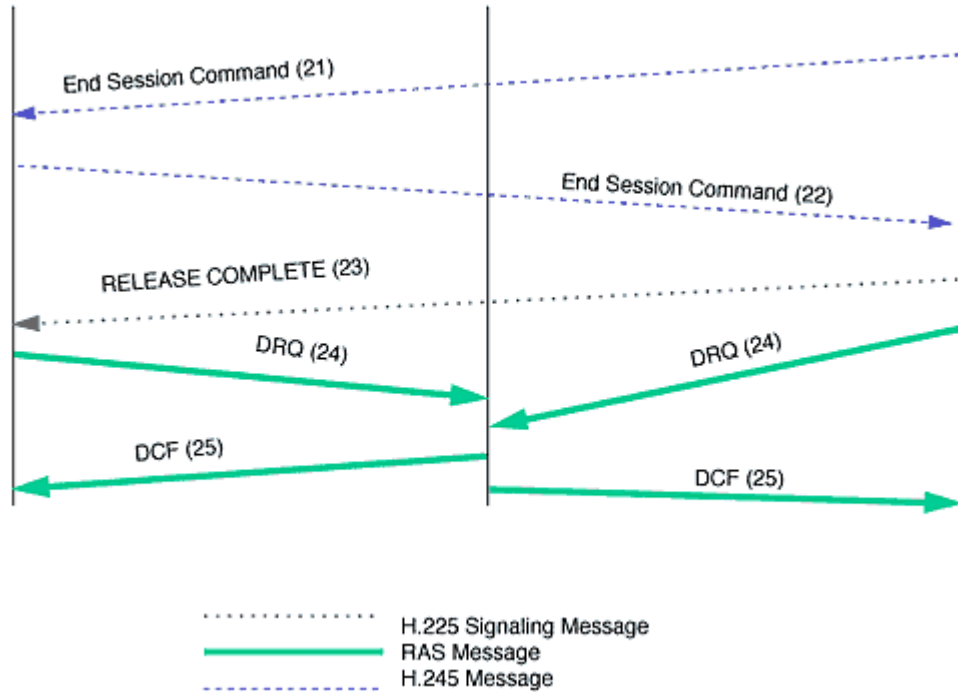 End Session Command (21)
End Session Command (22)
RELEASE COMPLETE (23)
DRQ (24)
DRQ (24)
DCF (25)
DCF (25)
H.225 Signaling Message
RAS Message
H.245 Message